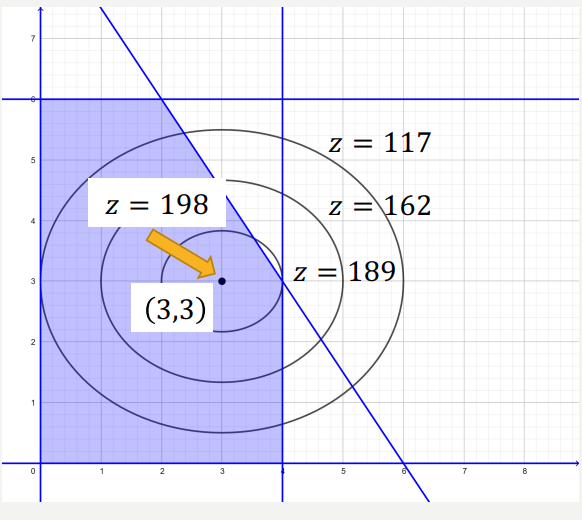 7
6
5
z = 117
z = 198
z = 162
4
z = 189
3
(3,3)
2
1
0 1 2 3 4 5 6 7 8